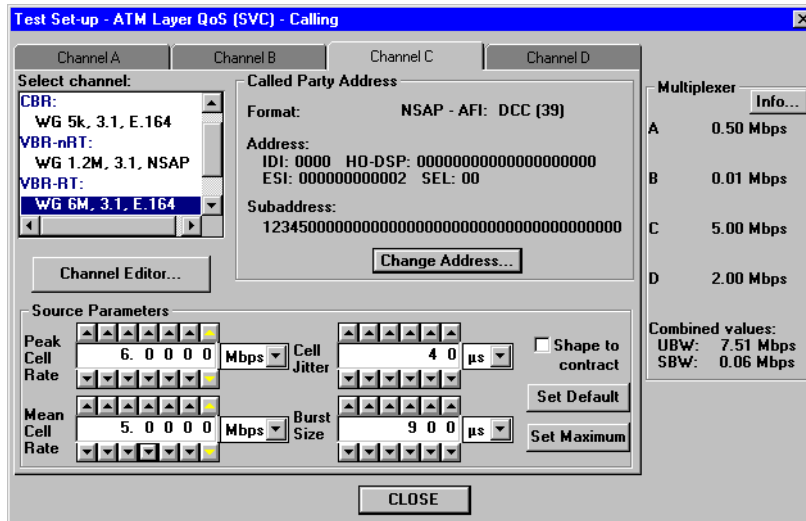 Test Set-up - ATM Layer QoS (SVC) - Calling
Channel A
Channel B
Channel C
Channel D
Select channel:
CBR:
WG 5k, 3.1, E.164
VBR-nRT:
WG 1.2M, 3.1, NSAP
VBR-RT:
WG 6M, 3.1, E.164
Channel Editor...
Called Party Address
Format: NSAP - AFI: DCC (39)
Address:
IDI: 0000 HO-DSP: 00000000000000000000
ESI: 000000000002 SEL: 00
Subaddress:
1234500000000000000000000000000000000000
Change Address...
Multiplexer
Info...
A 0.50 Mbps
B 0.01 Mbps
C 5.00 Mbps
D 2.00 Mbps
Combined values:
UBW: 7.51 Mbps
SBW: 0.06 Mbps
Source Parameters
Peak Cell Rate
6. 0 0 0 0
Mbps
Cell Jitter
4 0
µs
Shape to contract
Mean Cell Rate
5. 0 0 0 0
Mbps
Burst Size
9 0 0
µs
Set Default
Set Maximum
CLOSE